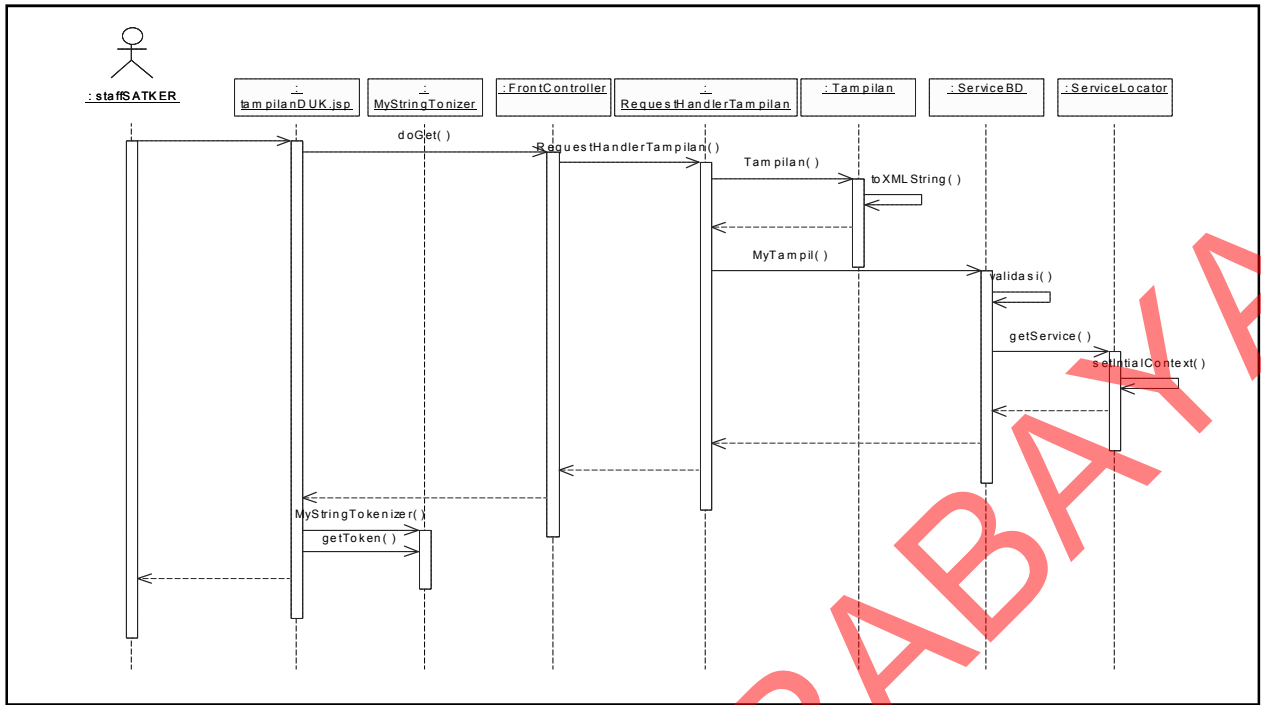 : staffSATKER
:
tampilanDUK.jsp
:
MyStringTonizer
: FrontController
:
RequestHandlerTampilan
: Tampilan
: ServiceBD
: ServiceLocator
doGet( )
RequestHandlerTampilan( )
Tampilan( )
toXMLString( )
MyTampil( )
validasi( )
getService( )
setIntialContext( )
MyStringTokenizer( )
getToken( )
RABAYA